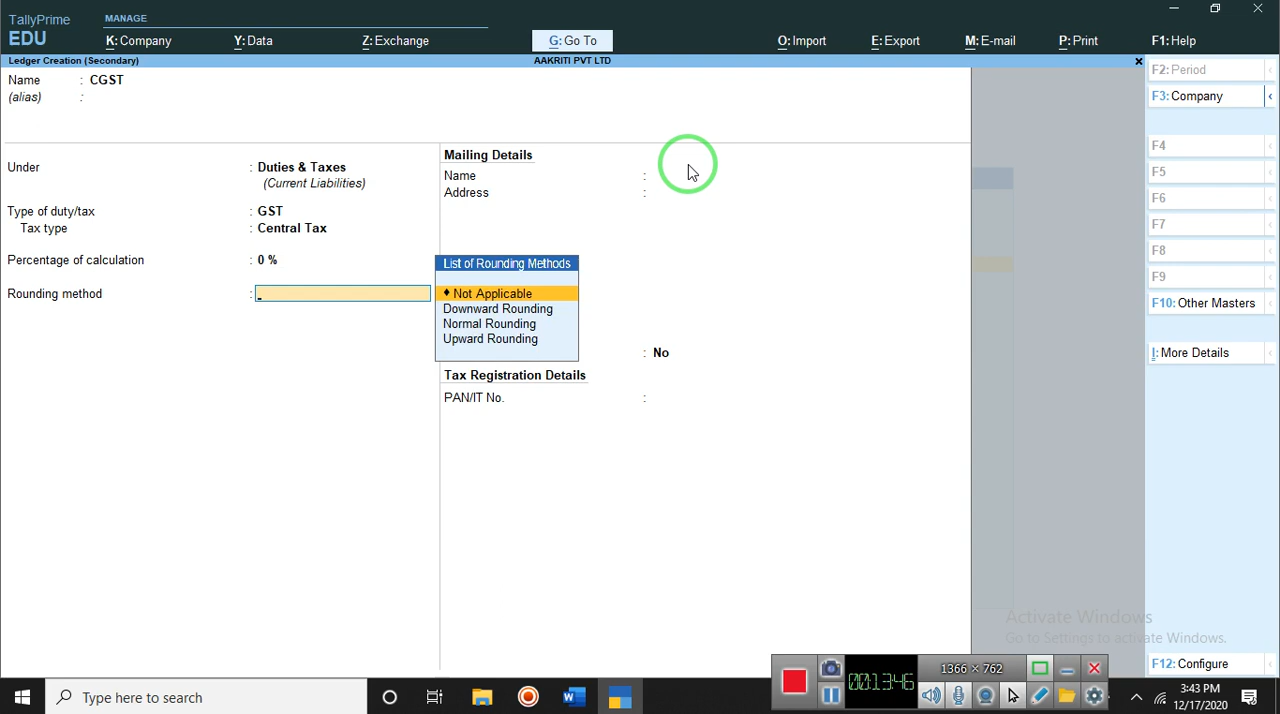 TallyPrime
EDU
MANAGE
K: Company
Y: Data
Z: Exchange
G: Go To
O: Import
E: Export
M: E-mail
P: Print
F1: Help
Ledger Creation (Secondary)
AAKRITI PVT LTD
Name : CGST
(alias) :
Under : Duties & Taxes
(Current Liabilities)
Type of duty/tax : GST
Tax type : Central Tax
Percentage of calculation : 0 %
Rounding method :
Mailing Details
Name :
Address :
List of Rounding Methods
♦ Not Applicable
Downward Rounding
Normal Rounding
Upward Rounding
: No
Tax Registration Details
PAN/IT No. :
F2: Period
F3: Company
F4
F5
F6
F7
F8
F9
F10: Other Masters
I: More Details
F12: Configure
Activate Windows
Go to Settings to activate Windows.
1366 × 762
00:13:46
Type here to search
3:43 PM
12/17/2020